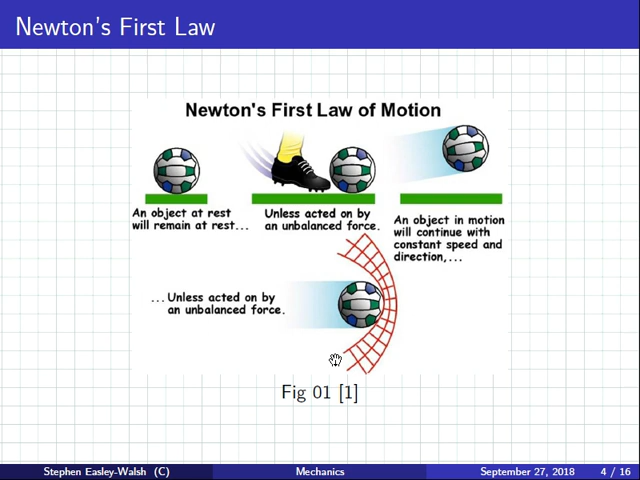 Newton's First Law
Newton's First Law of Motion
An object at rest
will remain at rest...
Unless acted on by
an unbalanced force.
An object in motion
will continue with
constant speed and
direction,...
...Unless acted on by
an unbalanced force.
Fig 01 [1]
Stephen Easley-Walsh (C)
Mechanics
September 27, 2018
4 / 16